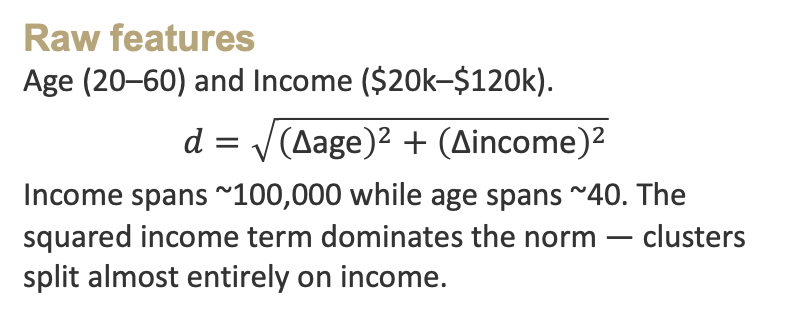 Raw features
Age (20–60) and Income ($20k–$120k).
d = √(Δage)² + (Δincome)²
Income spans ~100,000 while age spans ~40. The
squared income term dominates the norm — clusters
split almost entirely on income.